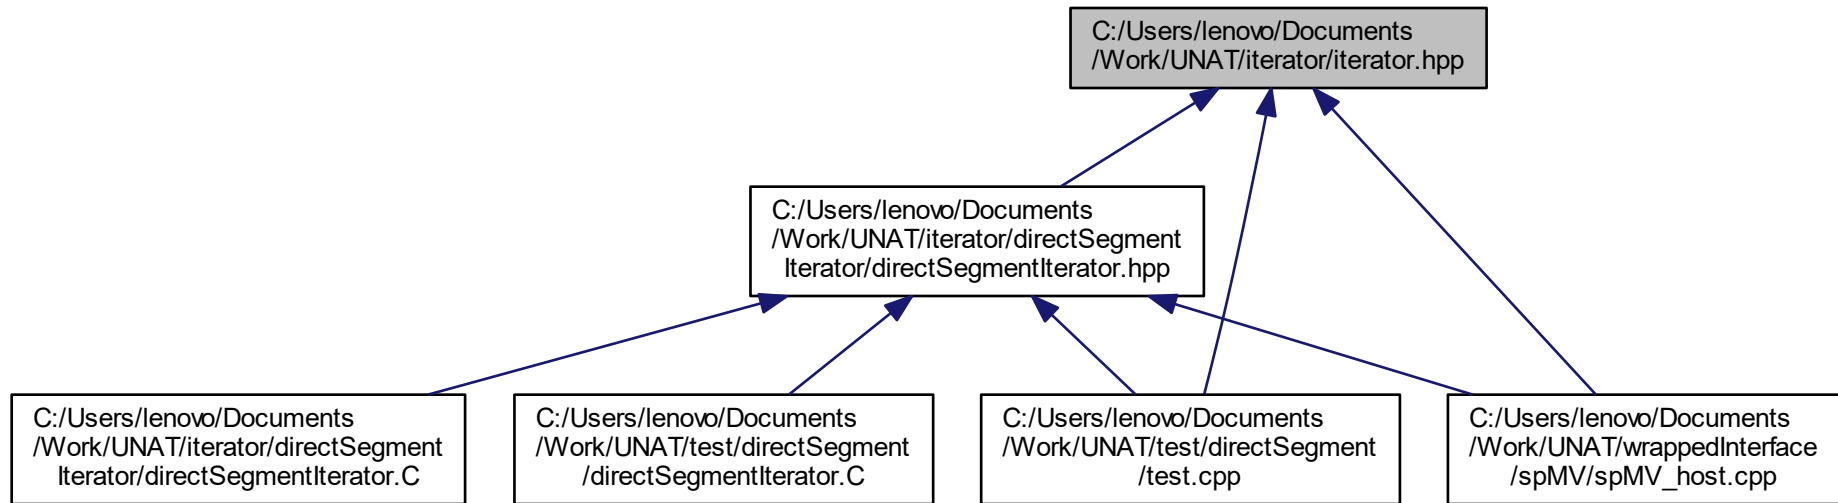 C:/Users/lenovo/Documents
/Work/UNAT/iterator/iterator.hpp
C:/Users/lenovo/Documents
/Work/UNAT/iterator/directSegment
Iterator/directSegmentIterator.hpp
C:/Users/lenovo/Documents
/Work/UNAT/iterator/directSegment
Iterator/directSegmentIterator.C
C:/Users/lenovo/Documents
/Work/UNAT/test/directSegment
/directSegmentIterator.C
C:/Users/lenovo/Documents
/Work/UNAT/test/directSegment
/test.cpp
C:/Users/lenovo/Documents
/Work/UNAT/wrappedInterface
/spMV/spMV_host.cpp